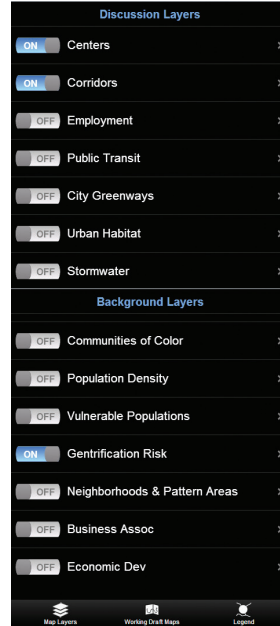 Discussion Layers
ON Centers
ON Corridors
OFF Employment
OFF Public Transit
OFF City Greenways
OFF Urban Habitat
OFF Stormwater
Background Layers
OFF Communities of Color
OFF Population Density
OFF Vulnerable Populations
ON Gentrification Risk
OFF Neighborhoods & Pattern Areas
OFF Business Assoc
OFF Economic Dev
Map Layers Working Draft Maps Legend